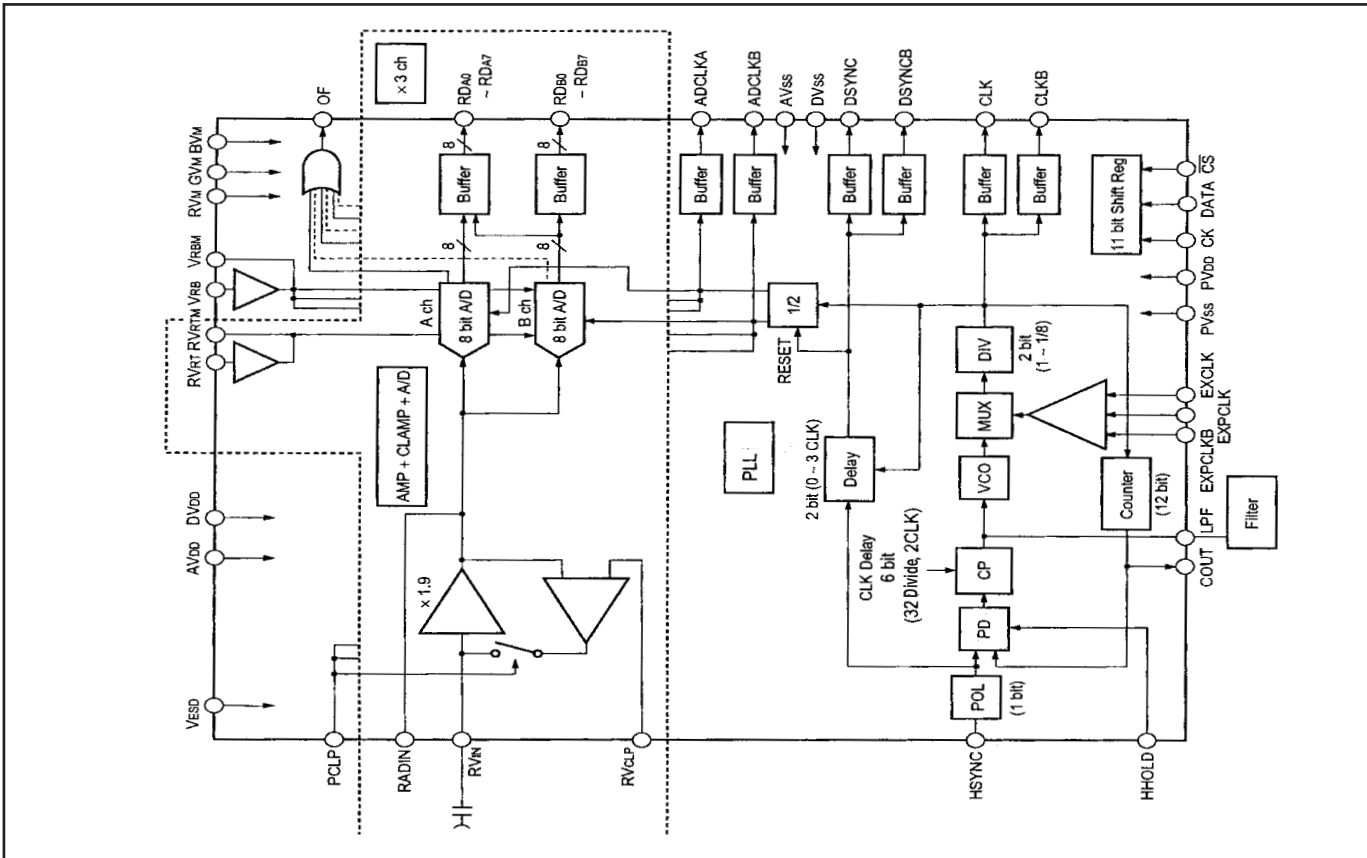 VESD
AVDD
DVDD
RVRT
RVRTM
VRB
VRBM
RVM
GVM
BVM
OF
× 3 ch
PCLP
RADIN
RVIN
RVCLP
× 1.9
AMP + CLAMP + A/D
A ch
8 bit A/D
B ch
8 bit A/D
8
8
Buffer
Buffer
8
8
RDA0
~ RDA7
RDB0
~ RDB7
Buffer
Buffer
ADCLKA
ADCLKB
AVSS
DVSS
PLL
RESET
1/2
2 bit (0 ~ 3 CLK)
Delay
Buffer
Buffer
DSYNC
DSYNCB
CLK Delay
6 bit
(32 Divide, 2CLK)
HSYNC
POL
(1 bit)
PD
CP
VCO
MUX
DIV
2 bit
(1 ~ 1/8)
Buffer
Buffer
CLK
CLKB
HHOLD
Counter
(12 bit)
11 bit Shift Reg
COUT
LPF
Filter
EXPCLKB
EXPCLK
EXCLK
PVSS
PVDD
CK
DATA
CS